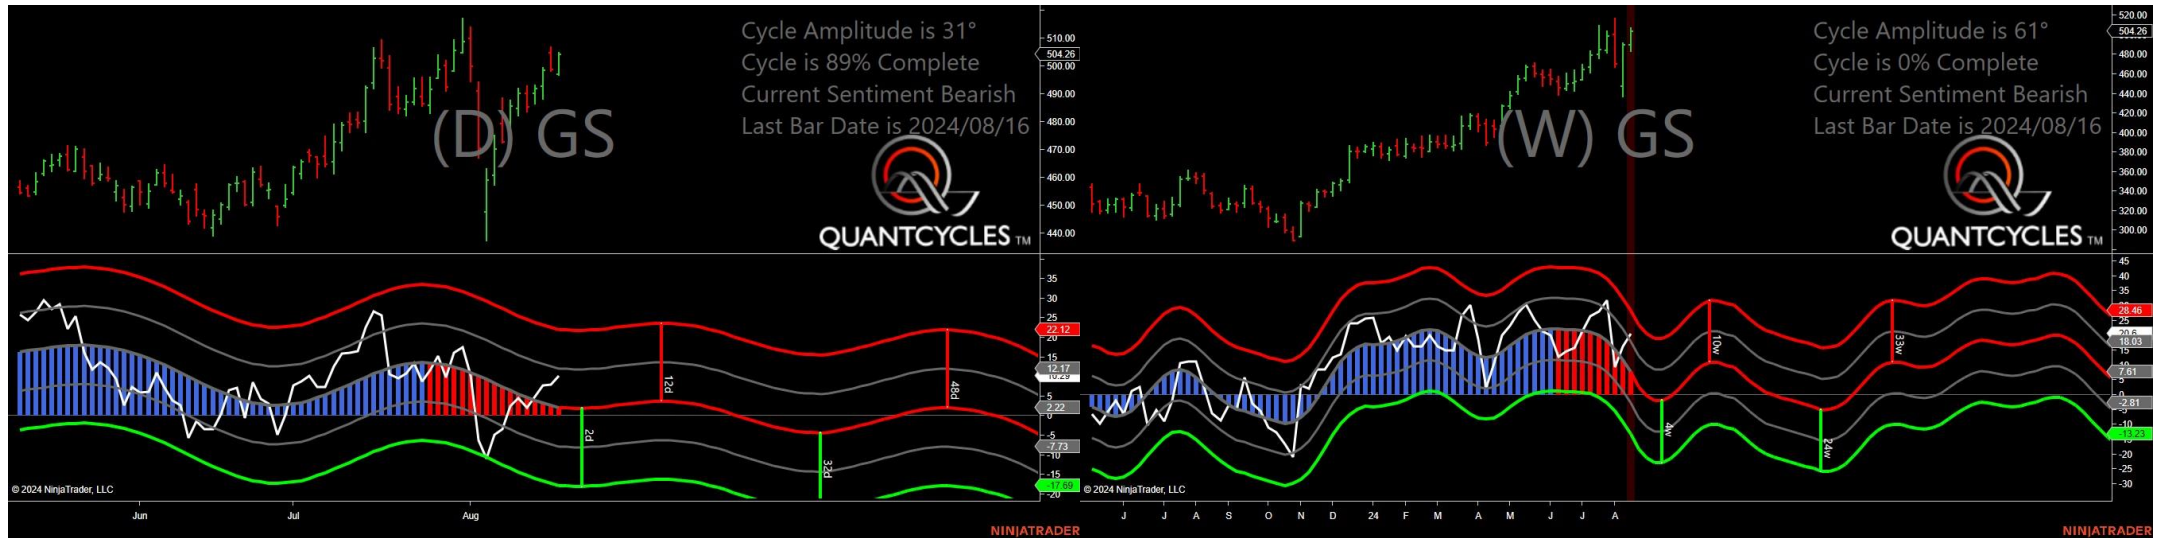 Cycle Amplitude is 31°
Cycle is 89% Complete
Current Sentiment Bearish
Last Bar Date is 2024/08/16
(D) GS
QUANTCYCLES TM
510.00
504.26
500.00
490.00
480.00
470.00
460.00
450.00
440.00
35
30
25
22.12
20
15
12.17
10.29
5
2.22
0
-5
-7.73
-10
-15
-17.69
-20
12d
48d
2d
32d
© 2024 NinjaTrader, LLC
Jun
Jul
Aug
NINJATRADER
Cycle Amplitude is 61°
Cycle is 0% Complete
Current Sentiment Bearish
Last Bar Date is 2024/08/16
(W) GS
QUANTCYCLES TM
520.00
504.26
480.00
460.00
440.00
420.00
400.00
380.00
360.00
340.00
320.00
300.00
45
40
35
28.46
20.6
18.03
15
7.61
5
0
-2.81
-10
-13.23
-20
-25
-30
10w
33w
4w
24w
© 2024 NinjaTrader, LLC
J
J
A
S
O
N
D
24
F
M
A
M
J
J
A
NINJATRADER